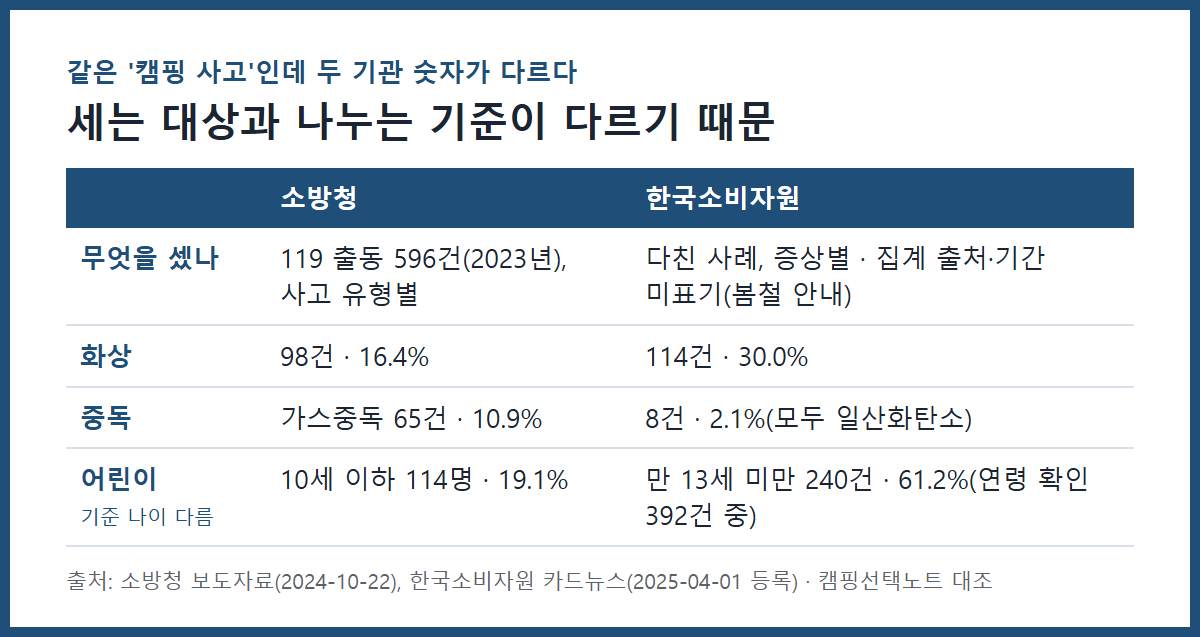 같은 '캠핑 사고'인데 두 기관 숫자가 다르다
세는 대상과 나누는 기준이 다르기 때문
소방청 한국소비자원
무엇을 셌나 119 출동 596건(2023년), 다친 사례, 증상별 · 집계 출처·기간
사고 유형별 미표기(봄철 안내)
화상 98건 · 16.4% 114건 · 30.0%
중독 가스중독 65건 · 10.9% 8건 · 2.1%(모두 일산화탄소)
어린이 10세 이하 114명 · 19.1% 만 13세 미만 240건 · 61.2%(연령 확인
기준 나이 다름 392건 중)
출처: 소방청 보도자료(2024-10-22), 한국소비자원 카드뉴스(2025-04-01 등록) · 캠핑선택노트 대조